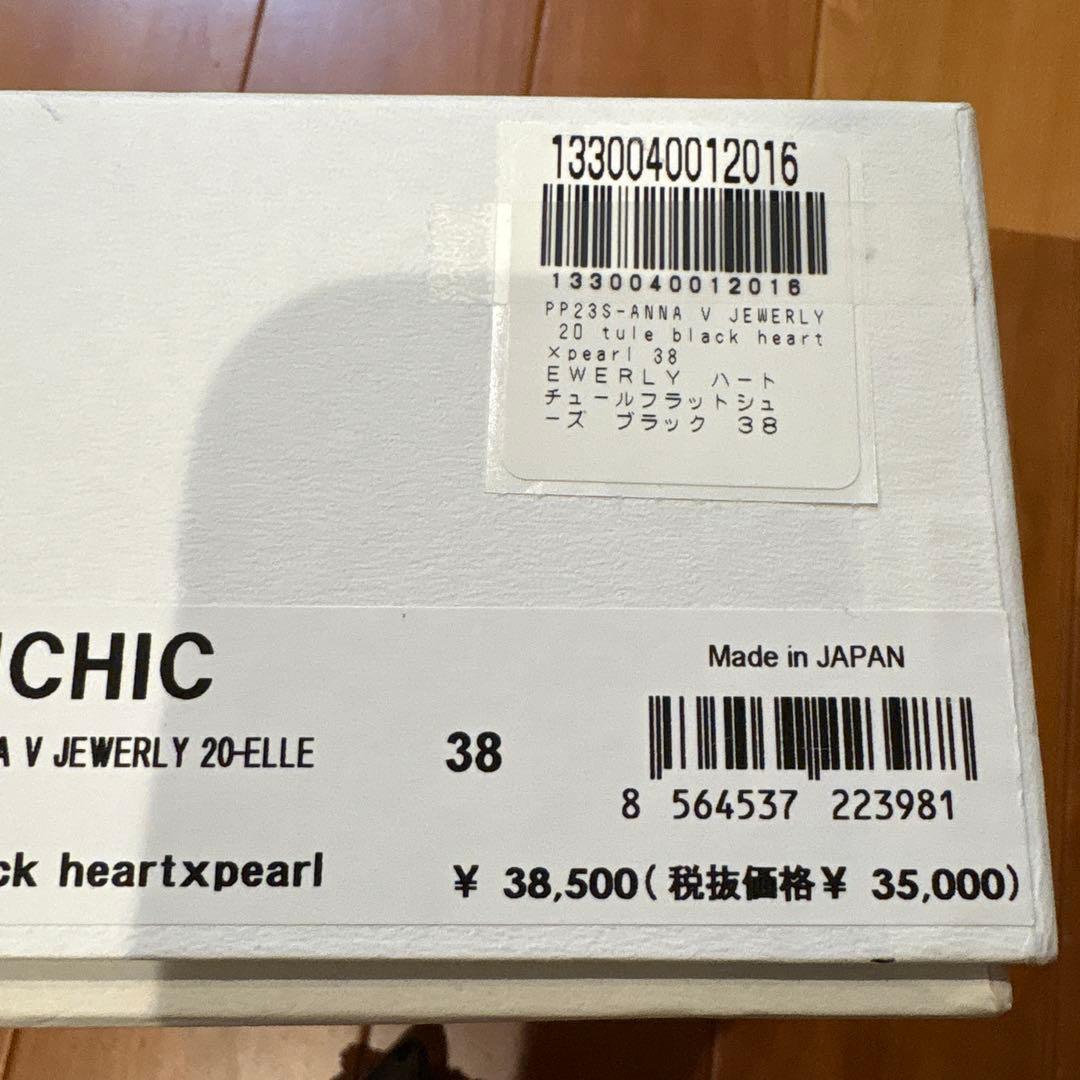 1330040012016
1330040012016
PP23S-ANNA V JEWERLY
20 tule black heart
×pearl 38
EWERLY ハート
チュールフラットシュ
ーズ ブラック 38
UCHIC
A V JEWERLY 20-ELLE
38
ck heartxpearl
Made in JAPAN
8 564537 223981
¥ 38,500(税抜価格¥ 35,000)